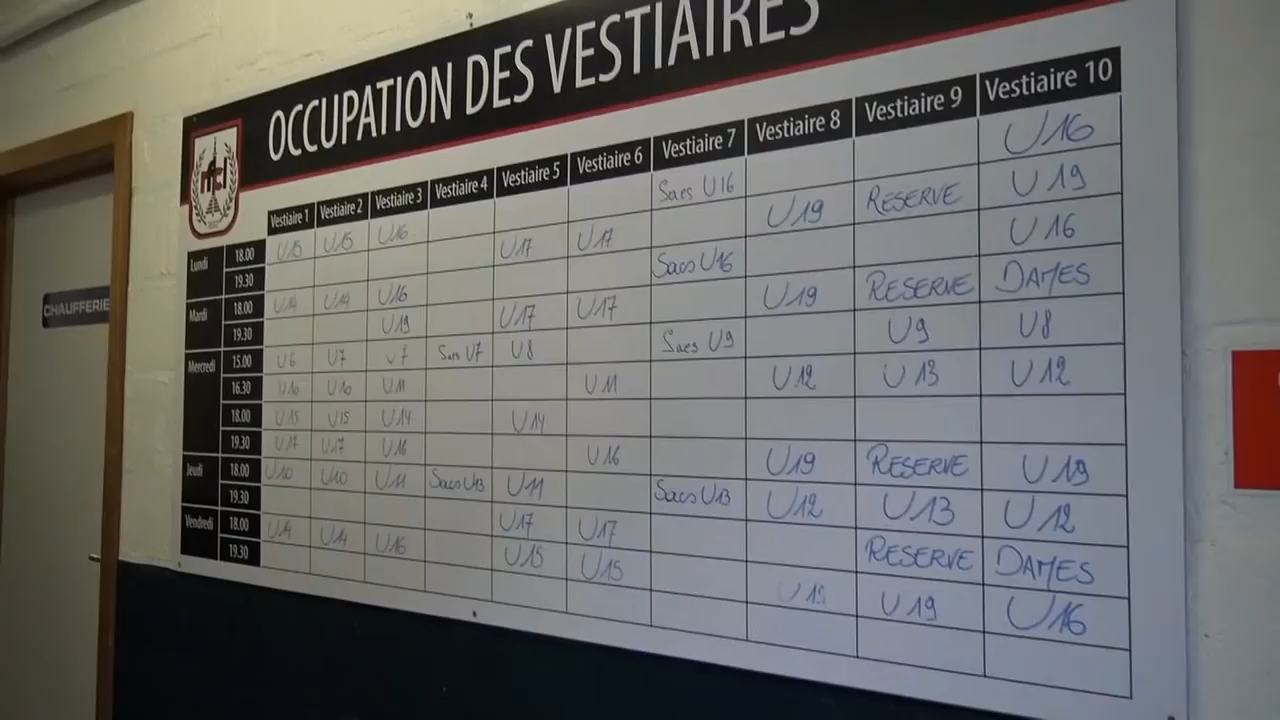 OCCUPATION DES VESTIAIRES
Vestiaire 1 Vestiaire 2 Vestiaire 3 Vestiaire 4 Vestiaire 5 Vestiaire 6 Vestiaire 7 Vestiaire 8 Vestiaire 9 Vestiaire 10
Lundi 18.00 U15 U15 U16 Sacs U16 U16
19.30 U17 U17 U19 RESERVE U19
Mardi 18.00 U14 U14 U16 Sacs U16 U16
19.30 U19 U17 U17 U19 RESERVE DAMES
Mercredi 15.00 U6 U7 U7 Sacs U7 U8 Sacs U9 U9 U8
16.30 U10 U10 U11 U11 U12 U13 U12
18.00 U15 U15 U14 U14
19.30 U17 U17 U16 U16 U19 RESERVE U19
Jeudi 18.00 U10 U10 U11 Sacs U13 U11 Sacs U13 U12 U13 U12
19.30 U17 U17 RESERVE DAMES
Vendredi 18.00 U14 U14 U16 U15 U15 U19 U16
19.30
CHAUFFERIE